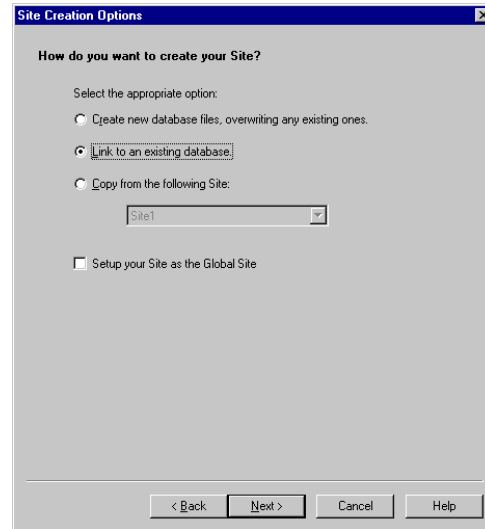 Site Creation Options
How do you want to create your Site?
Select the appropriate option:
Create new database files, overwriting any existing ones.
Link to an existing database.
Copy from the following Site:
Site1
Setup your Site as the Global Site
< Back Next > Cancel Help